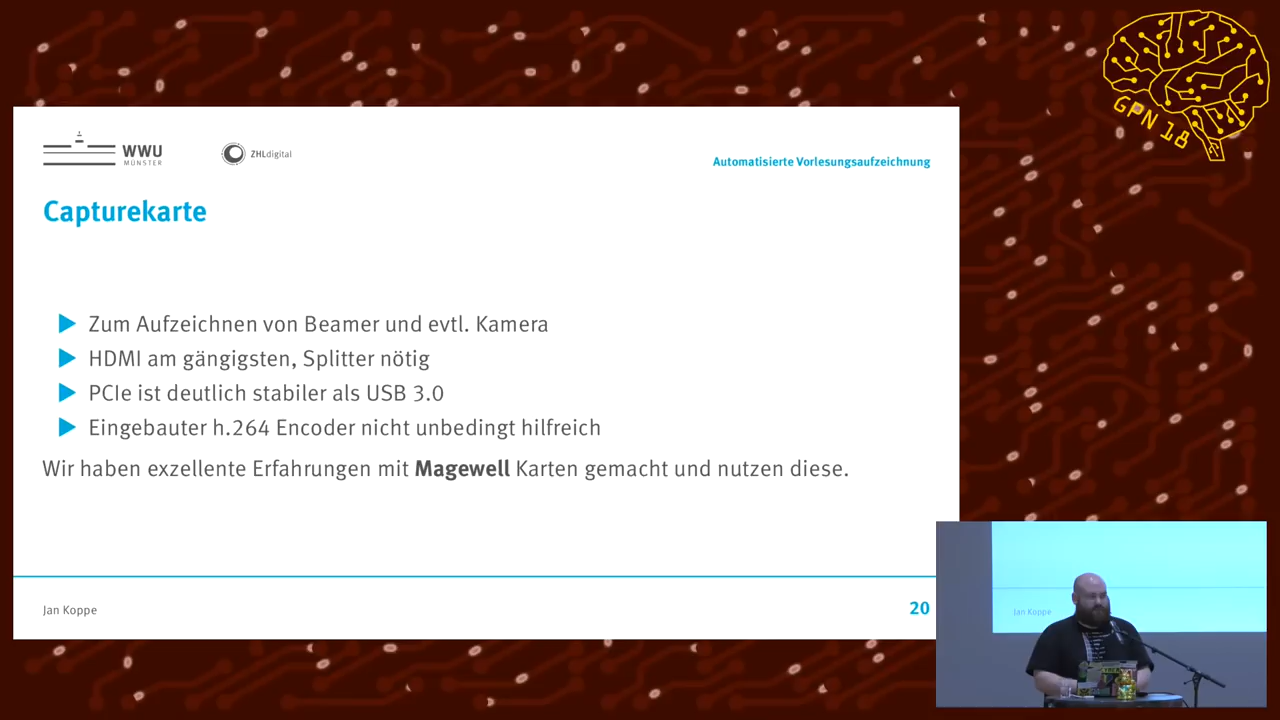 GPN 18
WWU
MÜNSTER
ZHLdigital
Automatisierte Vorlesungsaufzeichnung
Capturekarte
Zum Aufzeichnen von Beamer und evtl. Kamera
HDMI am gängigsten, Splitter nötig
PCIe ist deutlich stabiler als USB 3.0
Eingebauter h.264 Encoder nicht unbedingt hilfreich
Wir haben exzellente Erfahrungen mit Magewell Karten gemacht und nutzen diese.
Jan Koppe
20
Jan Koppe